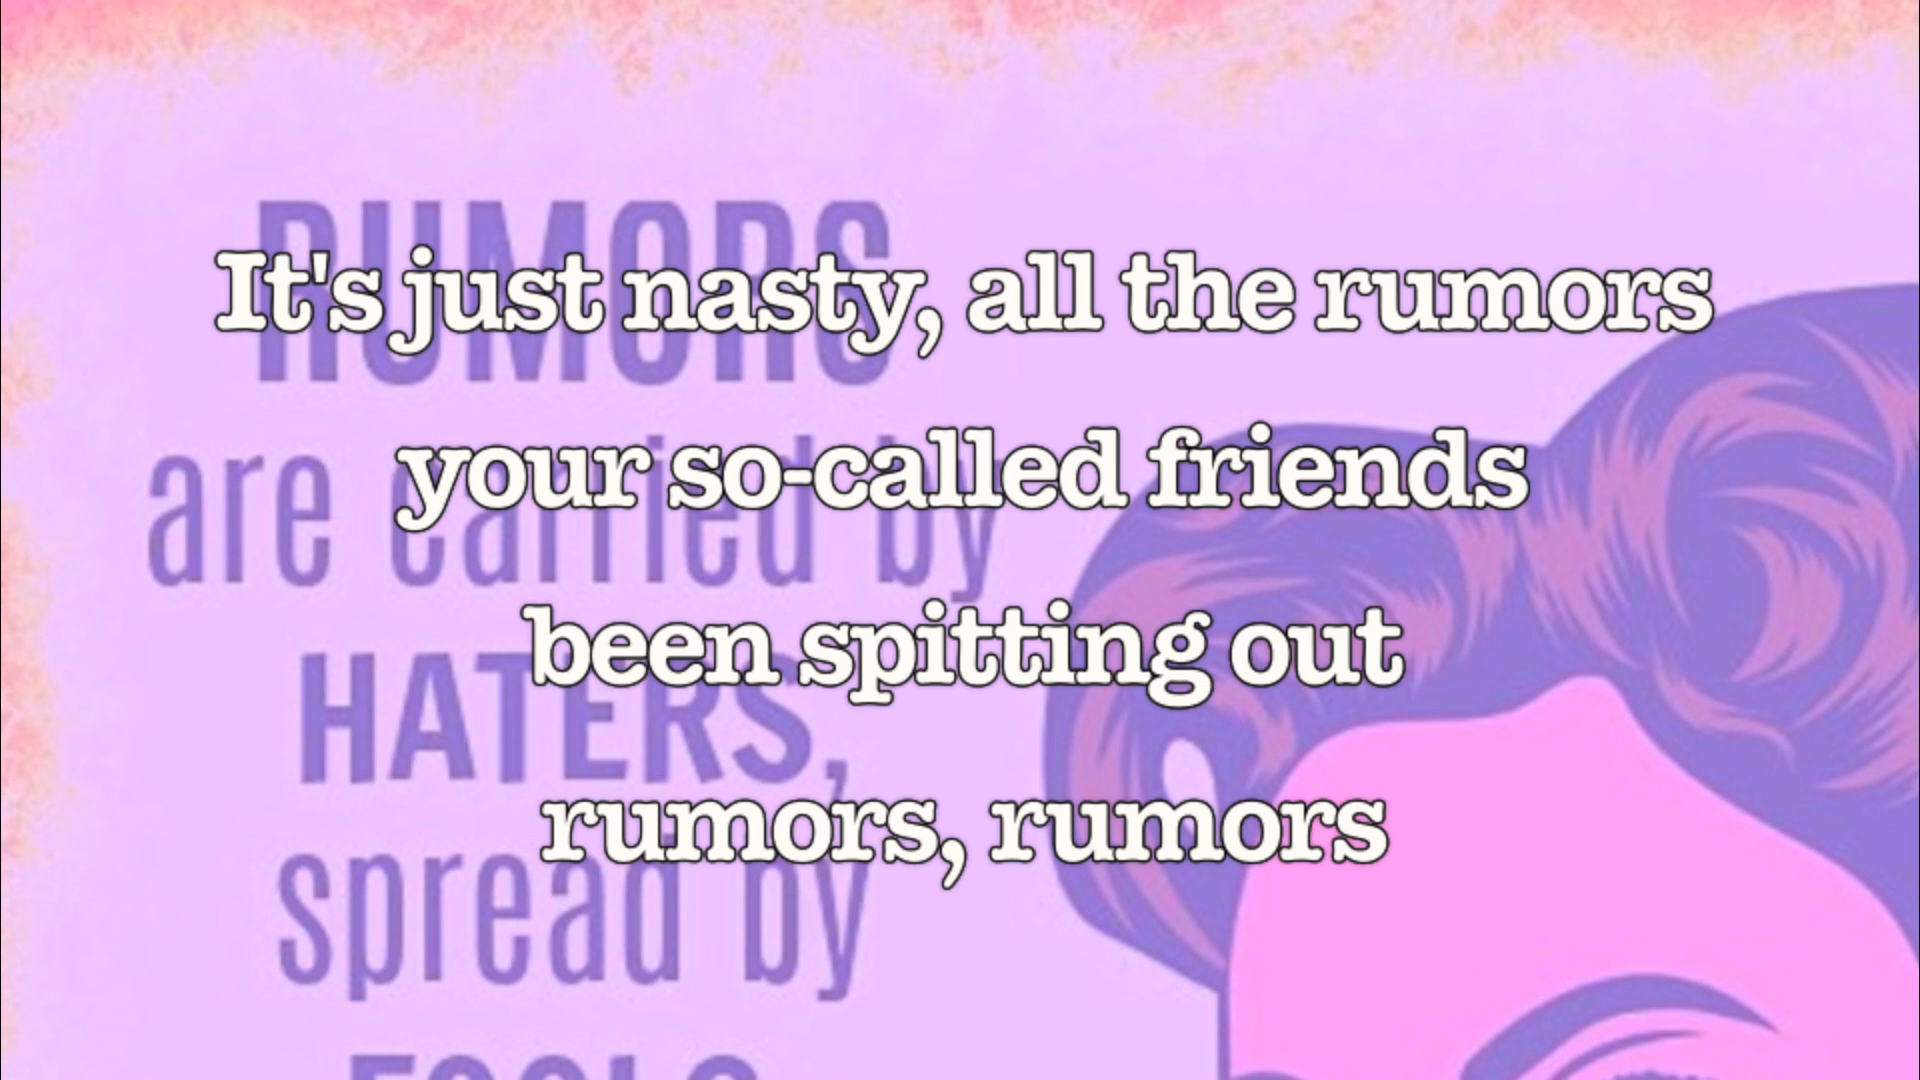 It's just nasty, all the rumors
your so-called friends
been spitting out
rumors, rumors
RUMORS
are carried by
HATERS,
spread by
FOOLS